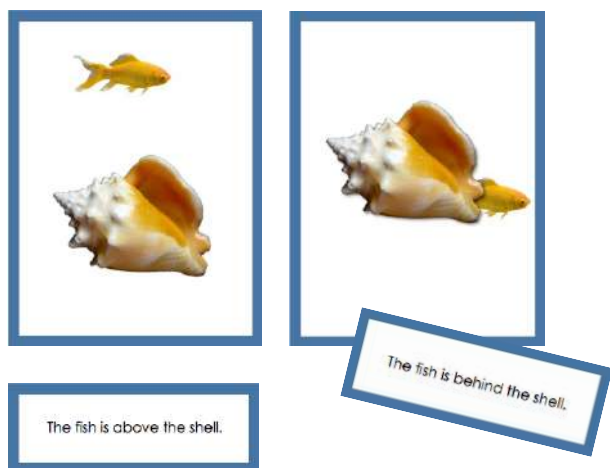 The fish is above the shell.
The fish is behind the shell.